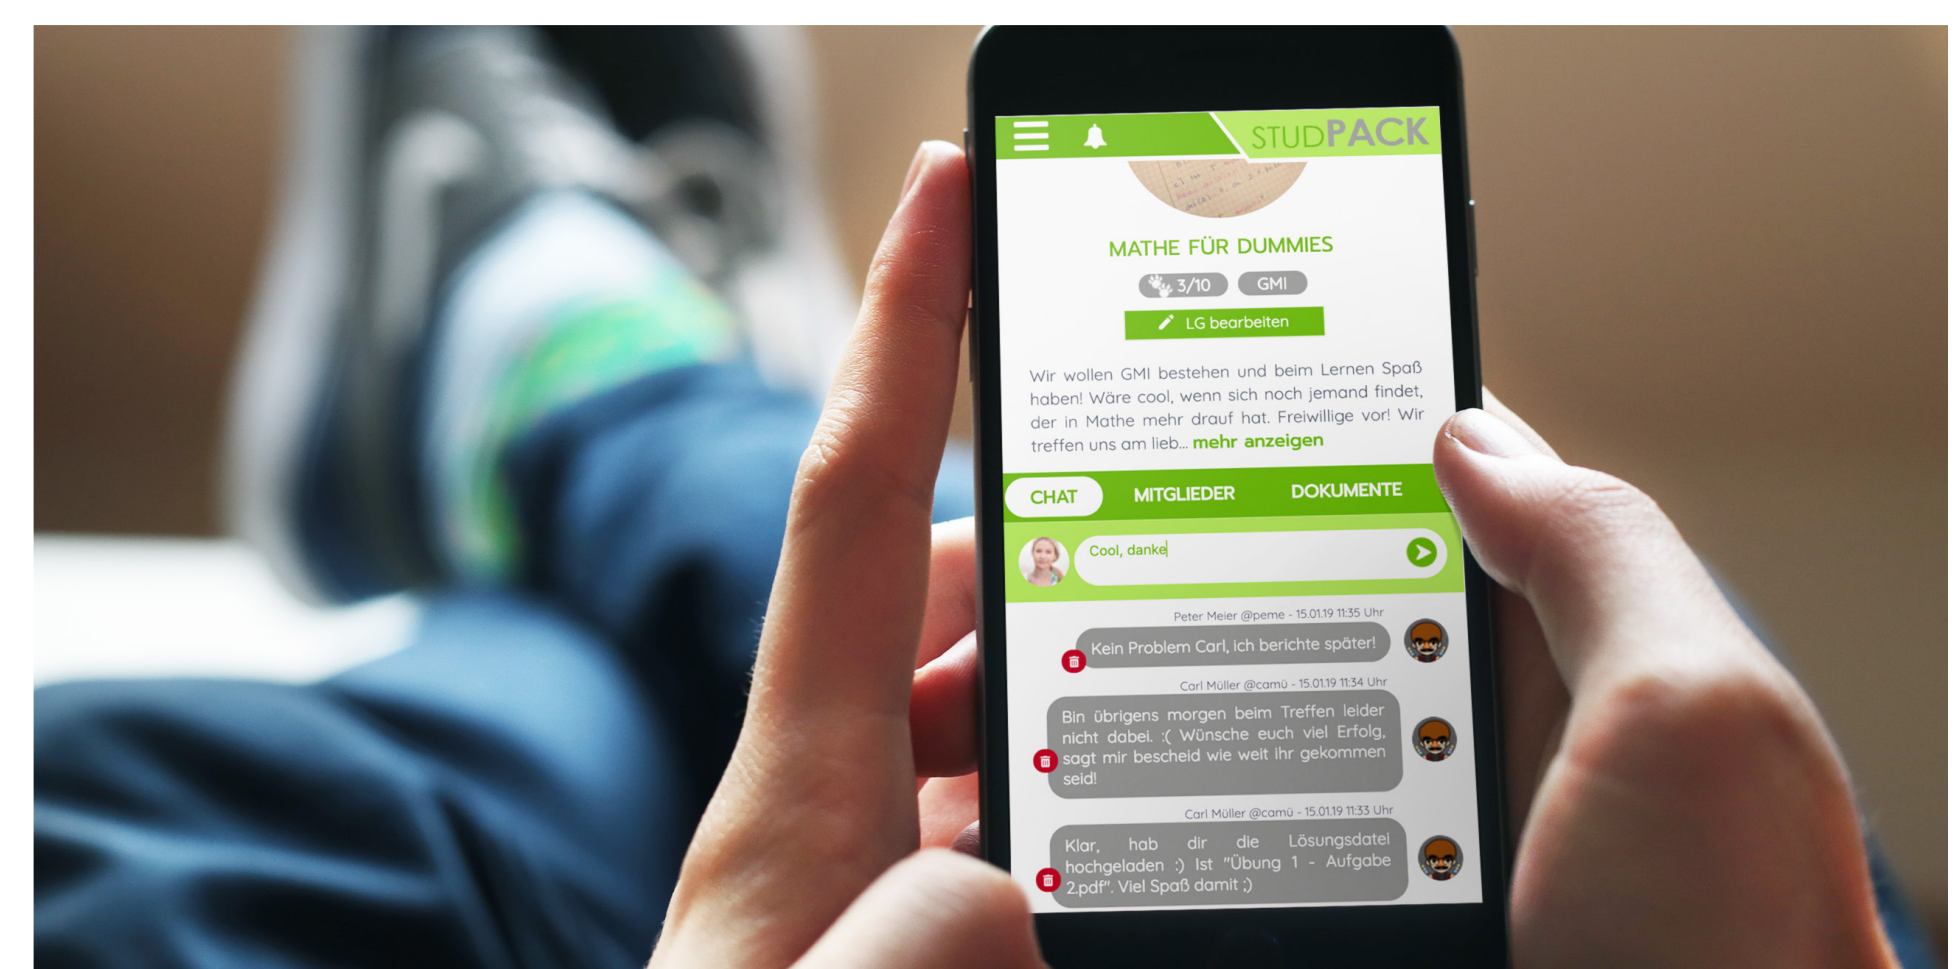 STUDPACK
MATHE FÜR DUMMIES
3/10 GMI
LG bearbeiten
Wir wollen GMI bestehen und beim Lernen Spaß
haben! Wäre cool, wenn sich noch jemand findet,
der in Mathe mehr drauf hat. Freiwillige vor! Wir
treffen uns am lieb... mehr anzeigen
CHAT MITGLIEDER DOKUMENTE
Cool, danke
Peter Meier @peme - 15.01.19 11:35 Uhr
Kein Problem Carl, ich berichte später!
Carl Müller @camü - 15.01.19 11:34 Uhr
Bin übrigens morgen beim Treffen leider
nicht dabei. :( Wünsche euch viel Erfolg,
sagt mir bescheid wie weit ihr gekommen
seid!
Carl Müller @camü - 15.01.19 11:33 Uhr
Klar, hab dir die Lösungsdatei
hochgeladen :) Ist "Übung 1 - Aufgabe
2.pdf". Viel Spaß damit ;)